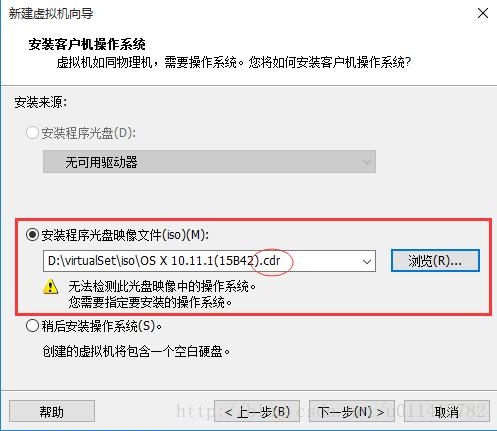 新建虚拟机向导
安装客户机操作系统
虚拟机如同物理机，需要操作系统。您将如何安装客户机操作系统?
安装来源:
安装程序光盘(D):
无可用驱动器
安装程序光盘映像文件(iso)(M):
D:\virtualSet\iso\OS X 10.11.1(15B42).cdr
浏览(R)...
无法检测此光盘映像中的操作系统。
您需要指定要安装的操作系统。
稍后安装操作系统(S)。
创建的虚拟机将包含一个空白硬盘。
帮助
< 上一步(B)
下一步(N) >
取消